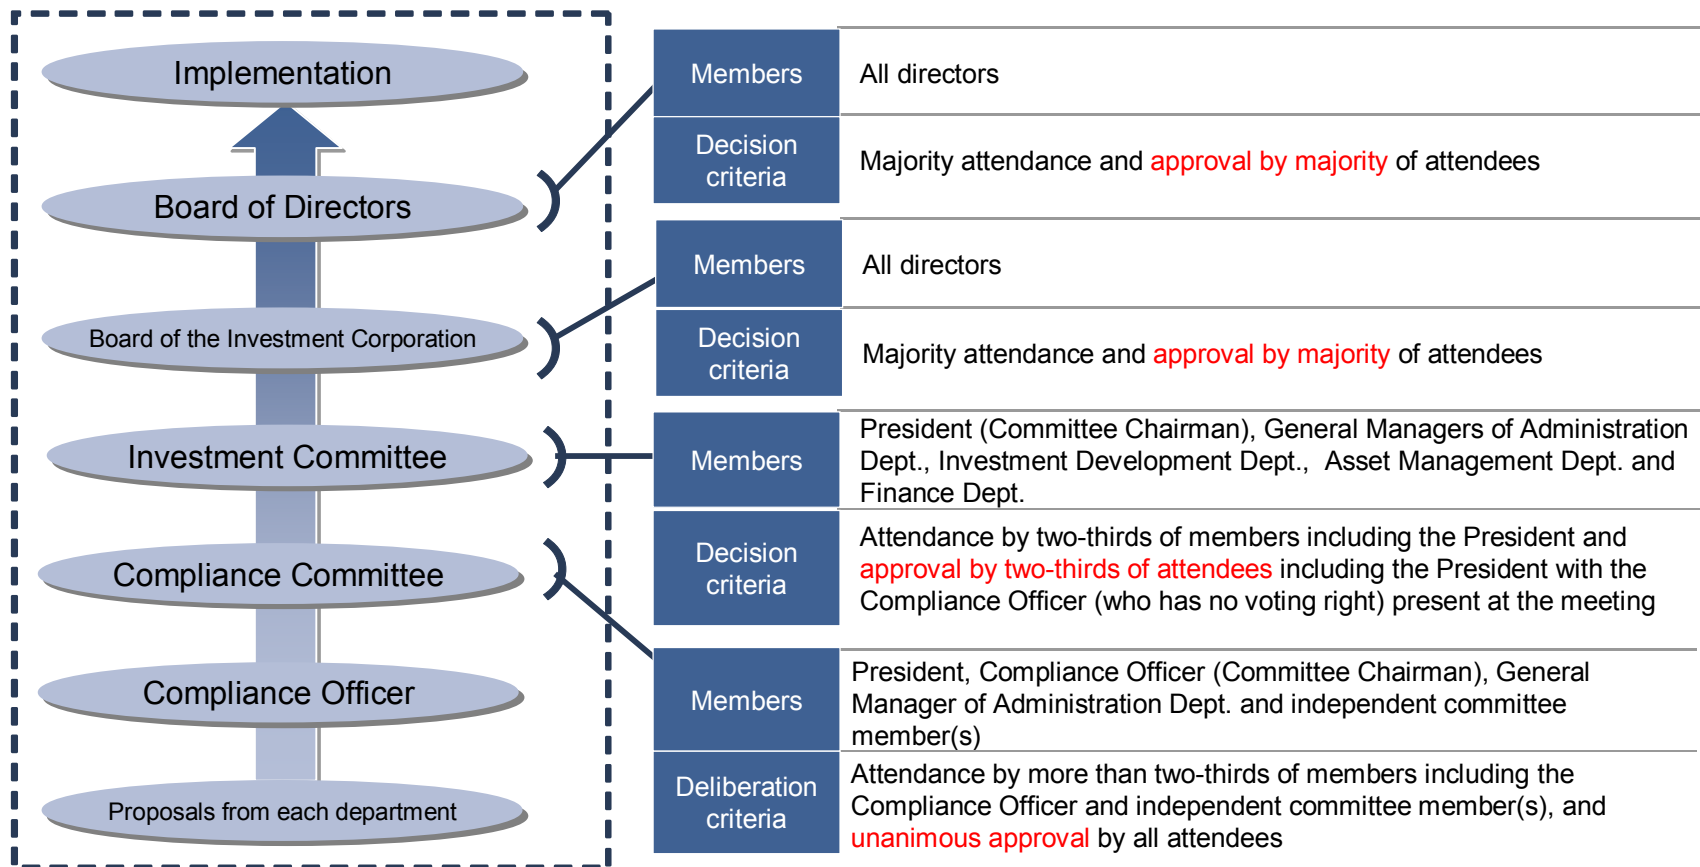 Implementation
Board of Directors
Board of the Investment Corporation
Investment Committee
Compliance Committee
Compliance Officer
Proposals from each department
Members
All directors
Decision
criteria
Majority attendance and approval by majority of attendees
Members
All directors
Decision
criteria
Majority attendance and approval by majority of attendees
Members
President (Committee Chairman), General Managers of Administration
Dept., Investment Development Dept., Asset Management Dept. and
Finance Dept.
Decision
criteria
Attendance by two-thirds of members including the President and
approval by two-thirds of attendees including the President with the
Compliance Officer (who has no voting right) present at the meeting
Members
President, Compliance Officer (Committee Chairman), General
Manager of Administration Dept. and independent committee
member(s)
Deliberation
criteria
Attendance by more than two-thirds of members including the
Compliance Officer and independent committee member(s), and
unanimous approval by all attendees